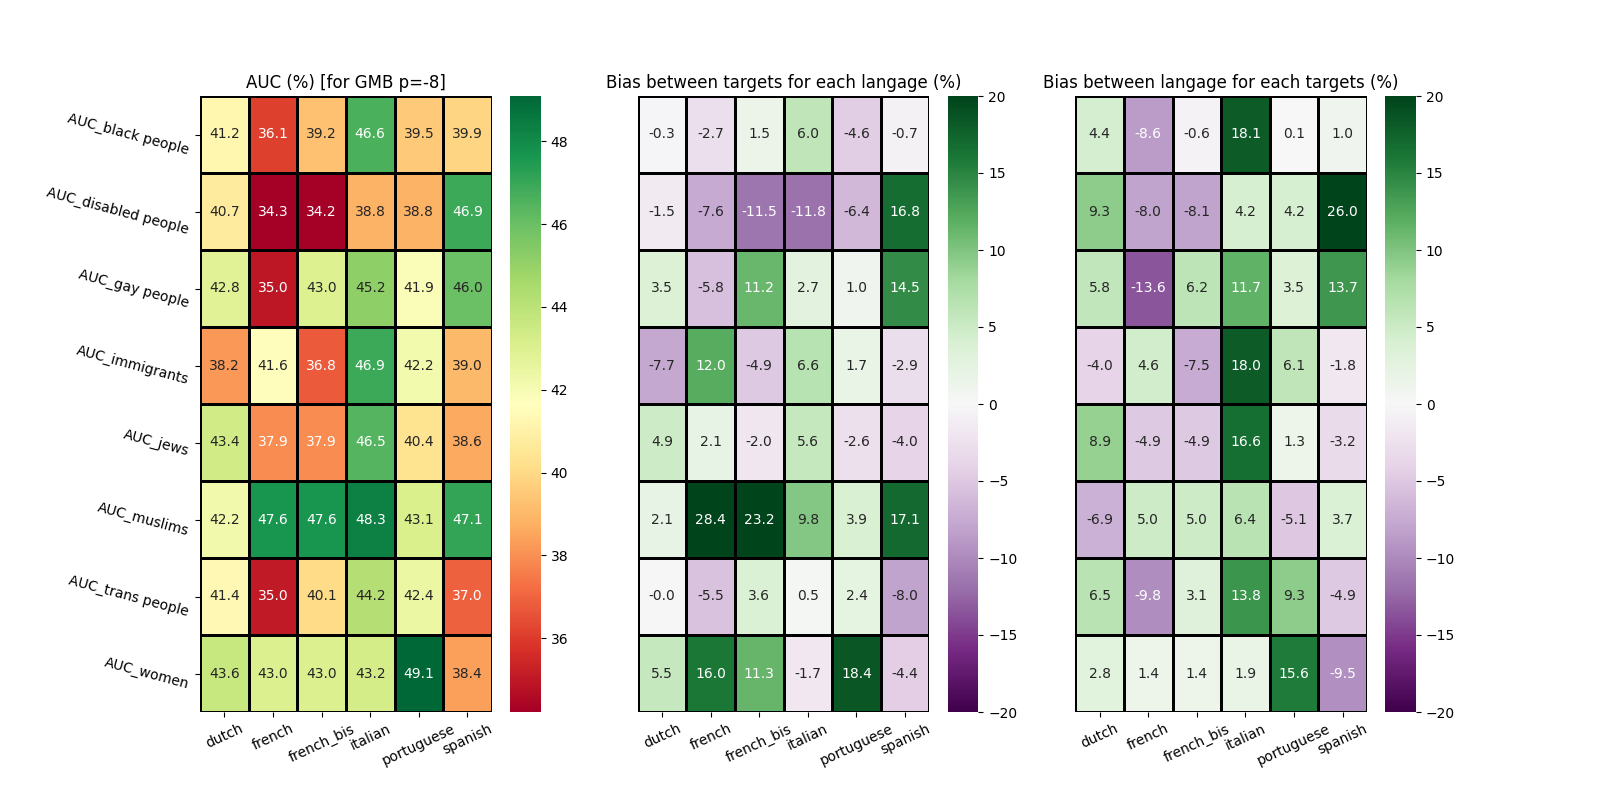 AUC (%) [for GMB p=-8]
Bias between targets for each langage (%)
Bias between langage for each targets (%)
AUC_black people 41.2 36.1 39.2 46.6 39.5 39.9 -0.3 -2.7 1.5 6.0 -4.6 -0.7 4.4 -8.6 -0.6 18.1 0.1 1.0
AUC_disabled people 40.7 34.3 34.2 38.8 38.8 46.9 -1.5 -7.6 -11.5 -11.8 -6.4 16.8 9.3 -8.0 -8.1 4.2 4.2 26.0
AUC_gay people 42.8 35.0 43.0 45.2 41.9 46.0 3.5 -5.8 11.2 2.7 1.0 14.5 5.8 -13.6 6.2 11.7 3.5 13.7
AUC_immigrants 38.2 41.6 36.8 46.9 42.2 39.0 -7.7 12.0 -4.9 6.6 1.7 -2.9 -4.0 4.6 -7.5 18.0 6.1 -1.8
AUC_jews 43.4 37.9 37.9 46.5 40.4 38.6 4.9 2.1 -2.0 5.6 -2.6 -4.0 8.9 -4.9 -4.9 16.6 1.3 -3.2
AUC_muslims 42.2 47.6 47.6 48.3 43.1 47.1 2.1 28.4 23.2 9.8 3.9 17.1 -6.9 5.0 5.0 6.4 -5.1 3.7
AUC_trans people 41.4 35.0 40.1 44.2 42.4 37.0 -0.0 -5.5 3.6 0.5 2.4 -8.0 6.5 -9.8 3.1 13.8 9.3 -4.9
AUC_women 43.6 43.0 43.0 43.2 49.1 38.4 5.5 16.0 11.3 -1.7 18.4 -4.4 2.8 1.4 1.4 1.9 15.6 -9.5
dutch french french_bis italian portuguese spanish
dutch french french_bis italian portuguese spanish
dutch french french_bis italian portuguese spanish
48
46
44
42
40
38
36
20
15
10
5
0
−5
−10
−15
−20
20
15
10
5
0
−5
−10
−15
−20